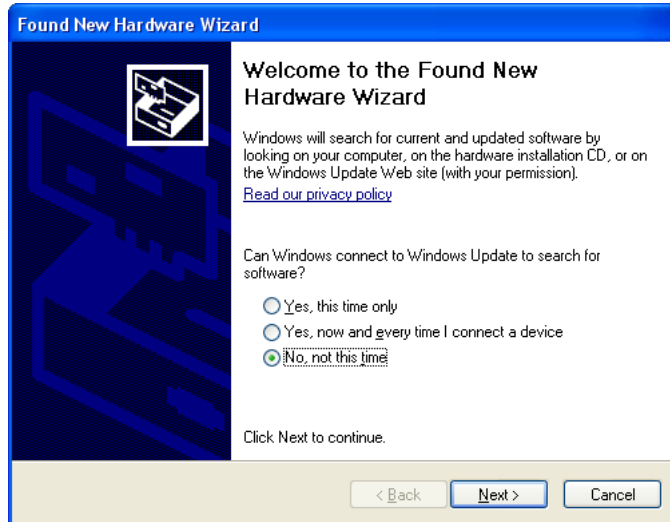 Found New Hardware Wizard
Welcome to the Found New
Hardware Wizard
Windows will search for current and updated software by
looking on your computer, on the hardware installation CD, or on
the Windows Update Web site (with your permission).
Read our privacy policy
Can Windows connect to Windows Update to search for
software?
Yes, this time only
Yes, now and every time I connect a device
No, not this time
Click Next to continue.
< Back Next > Cancel